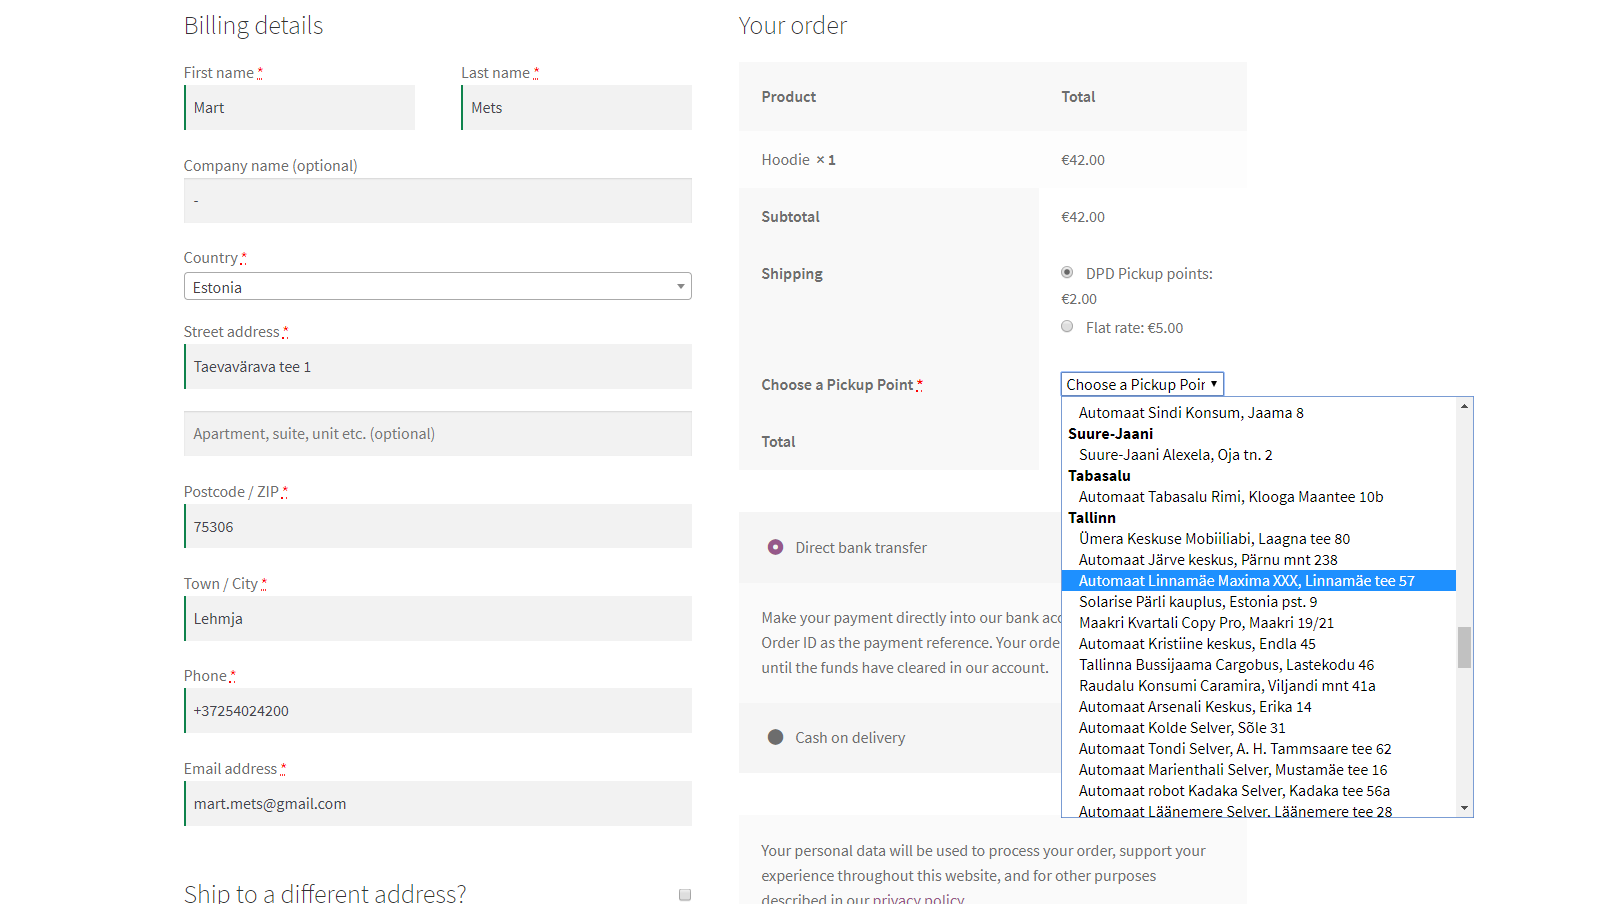 Billing details
First name *
Last name *
Mart
Mets
Company name (optional)
-
Country *
Estonia
Street address *
Taevavärava tee 1
Apartment, suite, unit etc. (optional)
Postcode / ZIP *
75306
Town / City *
Lehmja
Phone *
+37254024200
Email address *
mart.mets@gmail.com
Ship to a different address?
Your order
Product Total
Hoodie × 1 €42.00
Subtotal €42.00
Shipping
DPD Pickup points:
€2.00
Flat rate: €5.00
Choose a Pickup Point *
Choose a Pickup Poir
Automaat Sindi Konsum, Jaama 8
Suure-Jaani
Suure-Jaani Alexela, Oja tn. 2
Tabasalu
Automaat Tabasalu Rimi, Klooga Maantee 10b
Tallinn
Ümera Keskuse Mobiiliabi, Laagna tee 80
Automaat Järve keskus, Pärnu mnt 238
Automaat Linnamäe Maxima XXX, Linnamäe tee 57
Solarise Pärli kauplus, Estonia pst. 9
Maakri Kvartali Copy Pro, Maakri 19/21
Automaat Kristiine keskus, Endla 45
Tallinna Bussijaama Cargobus, Lastekodu 46
Raudalu Konsumi Caramira, Viljandi mnt 41a
Automaat Arsenali Keskus, Erika 14
Automaat Kolde Selver, Sõle 31
Automaat Tondi Selver, A. H. Tammsaare tee 62
Automaat Marienthali Selver, Mustamäe tee 16
Automaat robot Kadaka Selver, Kadaka tee 56a
Automaat Läänemere Selver, Läänemere tee 28
Total
Direct bank transfer
Make your payment directly into our bank acc
Order ID as the payment reference. Your orde
until the funds have cleared in our account.
Cash on delivery
Your personal data will be used to process your order, support your
experience throughout this website, and for other purposes
described in our privacy policy